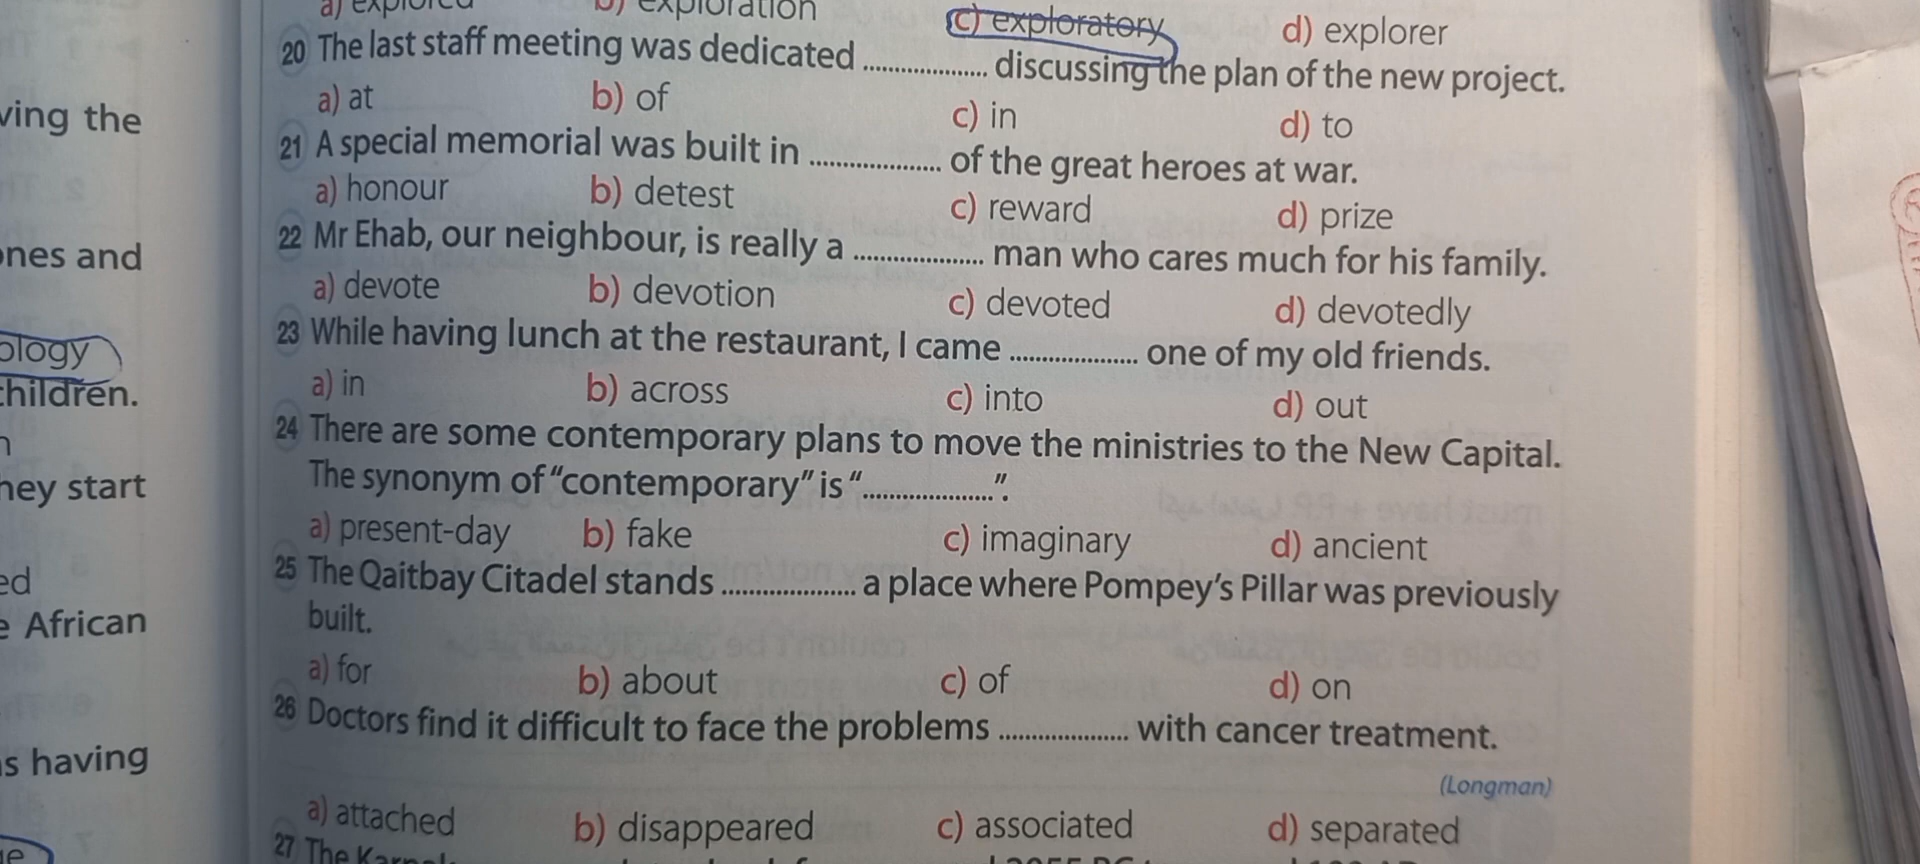 b) exploration c) exploratory d) explorer
20 The last staff meeting was dedicated .................... discussing the plan of the new project.
a) at b) of c) in d) to
21 A special memorial was built in .................... of the great heroes at war.
a) honour b) detest c) reward d) prize
22 Mr Ehab, our neighbour, is really a .................... man who cares much for his family.
a) devote b) devotion c) devoted d) devotedly
23 While having lunch at the restaurant, I came .................... one of my old friends.
a) in b) across c) into d) out
24 There are some contemporary plans to move the ministries to the New Capital.
The synonym of "contemporary" is "....................".
a) present-day b) fake c) imaginary d) ancient
25 The Qaitbay Citadel stands .................... a place where Pompey's Pillar was previously
built.
a) for b) about c) of d) on
26 Doctors find it difficult to face the problems .................... with cancer treatment.
(Longman)
a) attached b) disappeared c) associated d) separated
27 The
the
and
children.
start
African
having